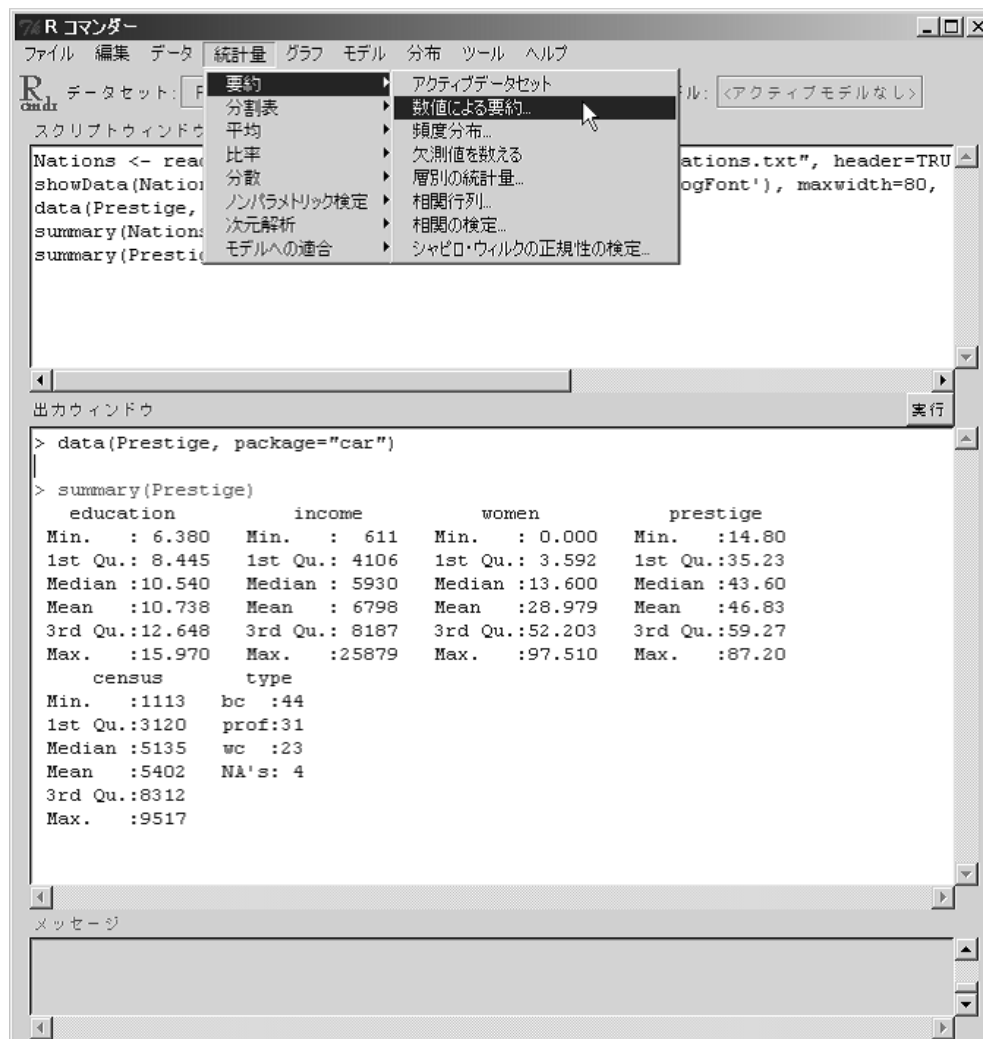 R コマンダー
ファイル 編集 データ 統計量 グラフ モデル 分布 ツール ヘルプ
R cmdr データセット: ル: <アクティブモデルなし>
要約
分割表
平均
比率
分散
ノンパラメトリック検定
次元解析
モデルへの適合
アクティブデータセット
数値による要約...
頻度分布...
欠測値を数える
層別の統計量...
相関行列...
相関の検定...
シャピロ・ウィルクの正規性の検定...
スクリプトウィンドウ
Nations <- rea ations.txt", header=TRU
showData(Nation ogFont'), maxwidth=80,
data(Prestige,
summary(Nations
summary(Prestig
出力ウィンドウ 実行
> data(Prestige, package="car")
> summary(Prestige)
education income women prestige
Min. : 6.380 Min. : 611 Min. : 0.000 Min. :14.80
1st Qu.: 8.445 1st Qu.: 4106 1st Qu.: 3.592 1st Qu.:35.23
Median :10.540 Median : 5930 Median :13.600 Median :43.60
Mean :10.738 Mean : 6798 Mean :28.979 Mean :46.83
3rd Qu.:12.648 3rd Qu.: 8187 3rd Qu.:52.203 3rd Qu.:59.27
Max. :15.970 Max. :25879 Max. :97.510 Max. :87.20
census type
Min. :1113 bc :44
1st Qu.:3120 prof:31
Median :5135 wc :23
Mean :5402 NA's: 4
3rd Qu.:8312
Max. :9517
メッセージ